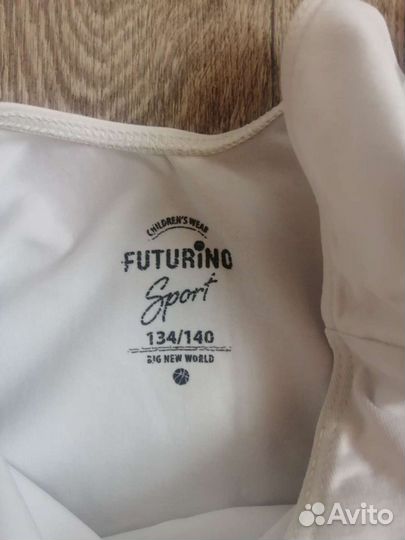 CHILDREN'S WEAR
FUTURINO
Sport
134/140
BIG NEW WORLD
Avito